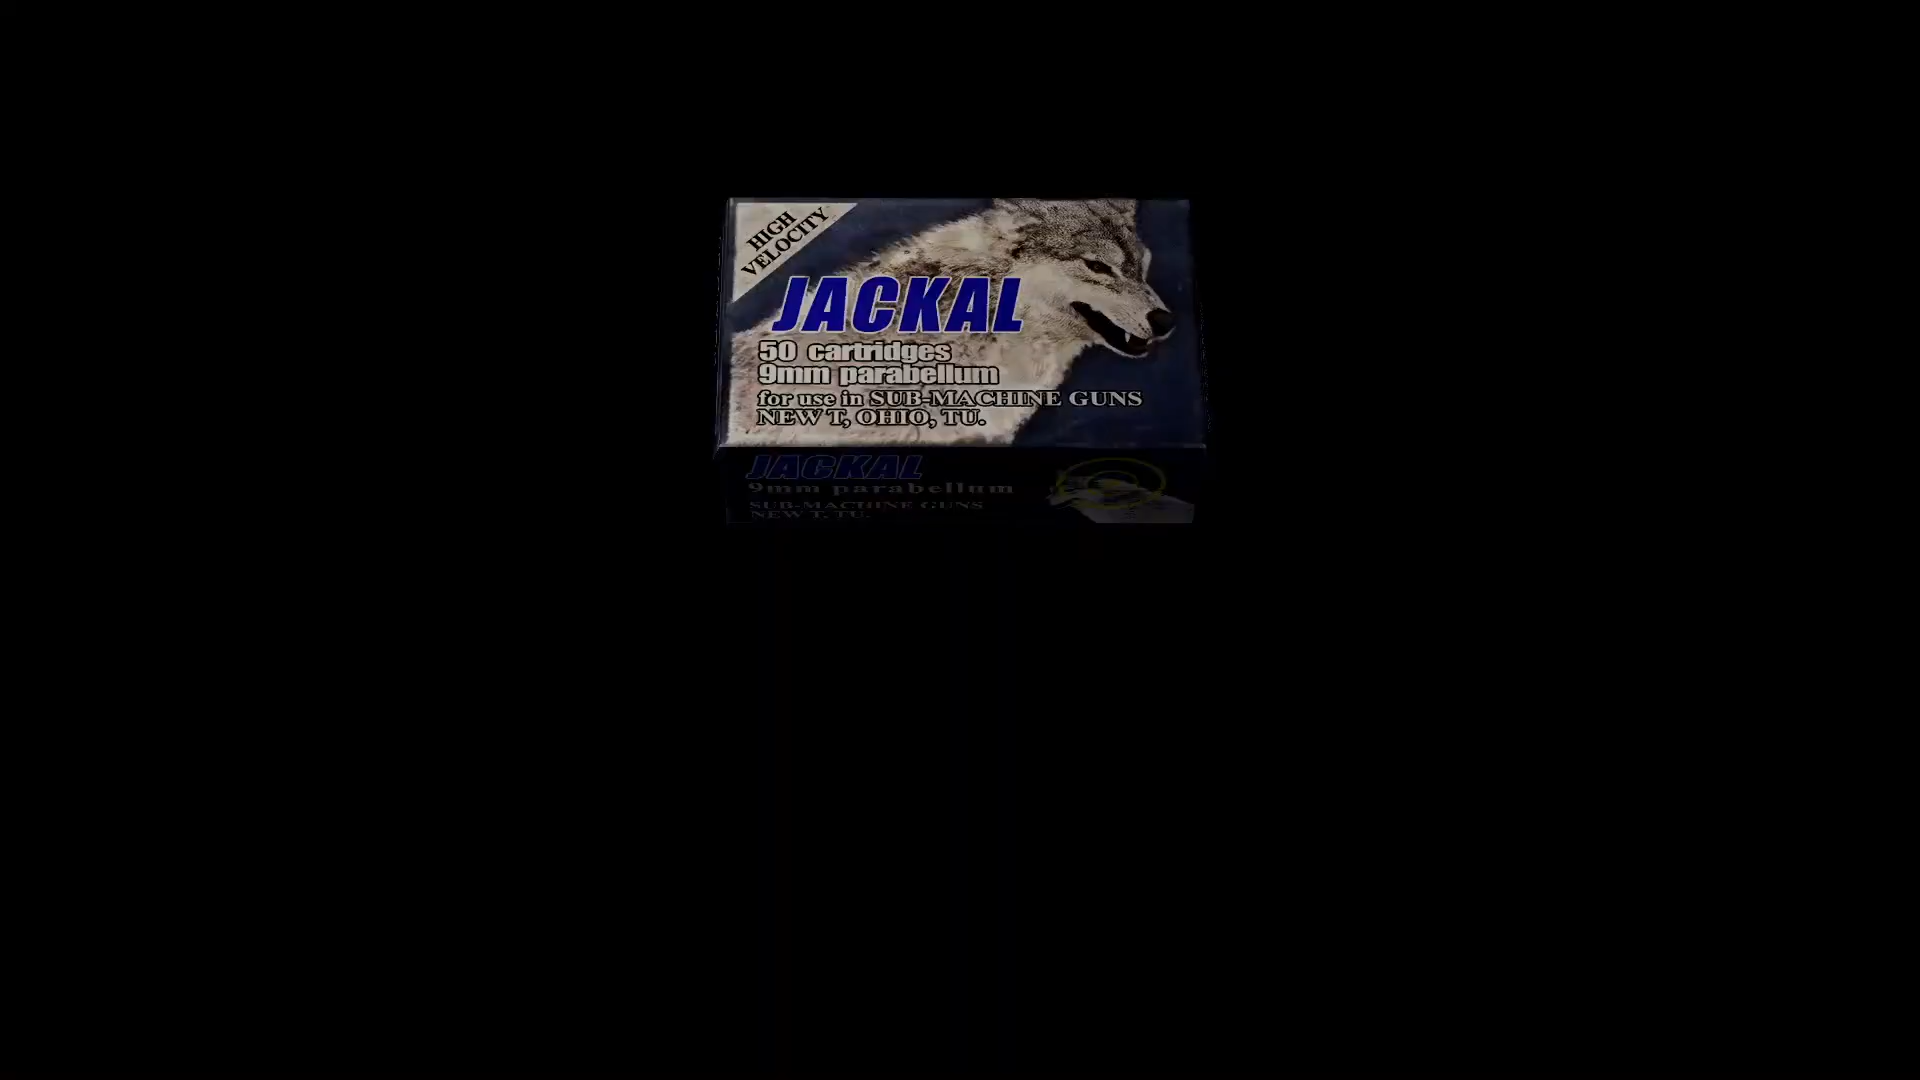 HIGH
VELOCITY
JACKAL
50 cartridges
9mm parabellum
for use in SUB-MACHINE GUNS
NEW T, OHIO, TU.
JACKAL
9mm parabellum
SUB-MACHINE GUNS
NEW T. TU.